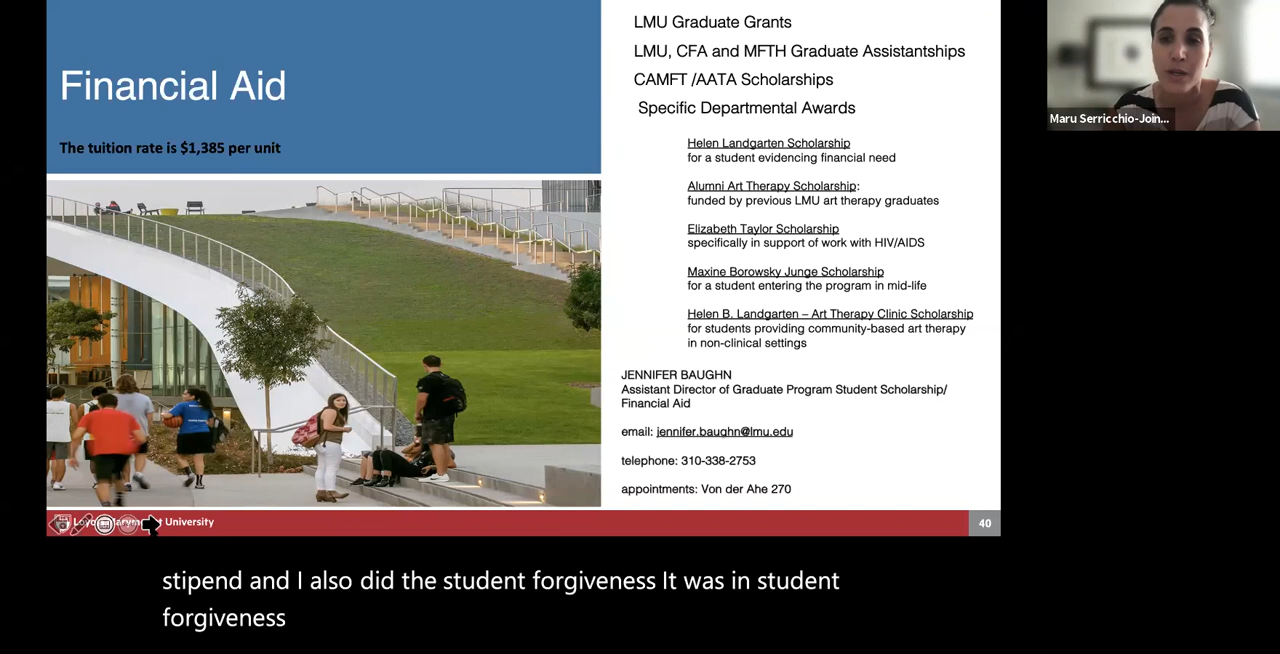 Financial Aid
The tuition rate is $1,385 per unit
LMU Graduate Grants
LMU, CFA and MFTH Graduate Assistantships
CAMFT /AATA Scholarships
Specific Departmental Awards
Helen Landgarten Scholarship
for a student evidencing financial need
Alumni Art Therapy Scholarship:
funded by previous LMU art therapy graduates
Elizabeth Taylor Scholarship
specifically in support of work with HIV/AIDS
Maxine Borowsky Junge Scholarship
for a student entering the program in mid-life
Helen B. Landgarten – Art Therapy Clinic Scholarship
for students providing community-based art therapy
in non-clinical settings
JENNIFER BAUGHN
Assistant Director of Graduate Program Student Scholarship/
Financial Aid
email: jennifer.baughn@lmu.edu
telephone: 310-338-2753
appointments: Von der Ahe 270
University
40
Maru Serricchio-Join...
stipend and I also did the student forgiveness It was in student
forgiveness